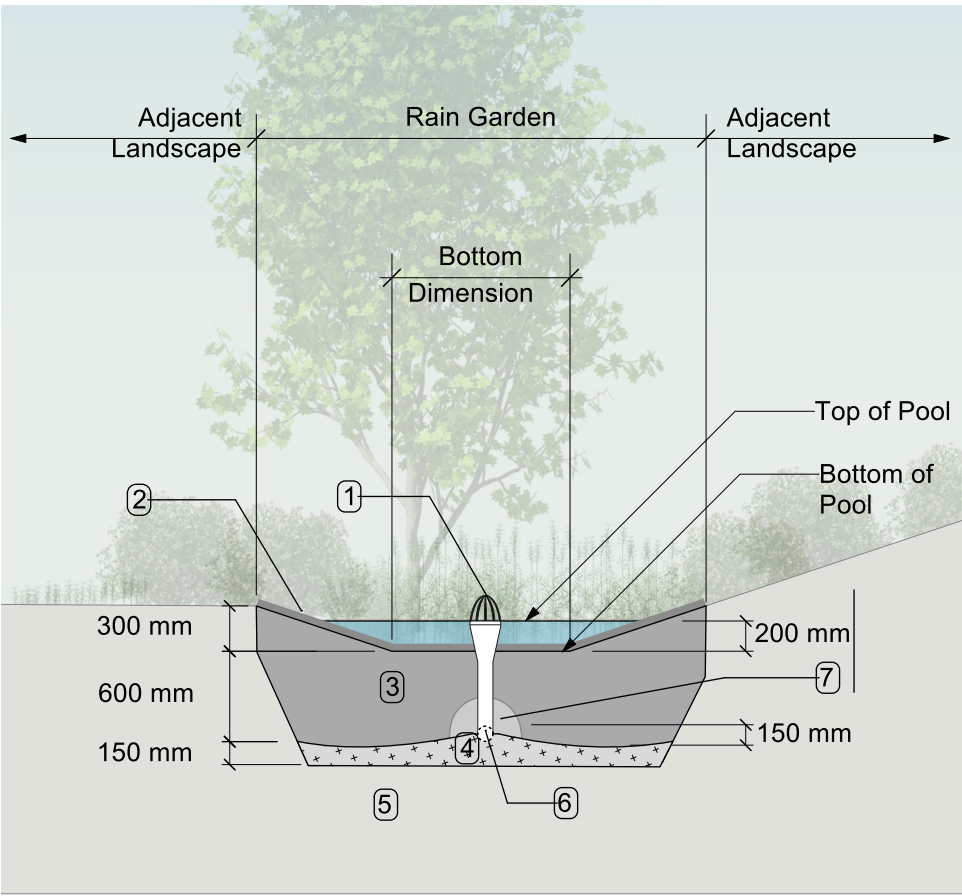 Adjacent
Landscape
Rain Garden
Adjacent
Landscape
Bottom
Dimension
Top of Pool
Bottom of
Pool
2
1
300 mm
200 mm
3
7
600 mm
150 mm
4
150 mm
5
6